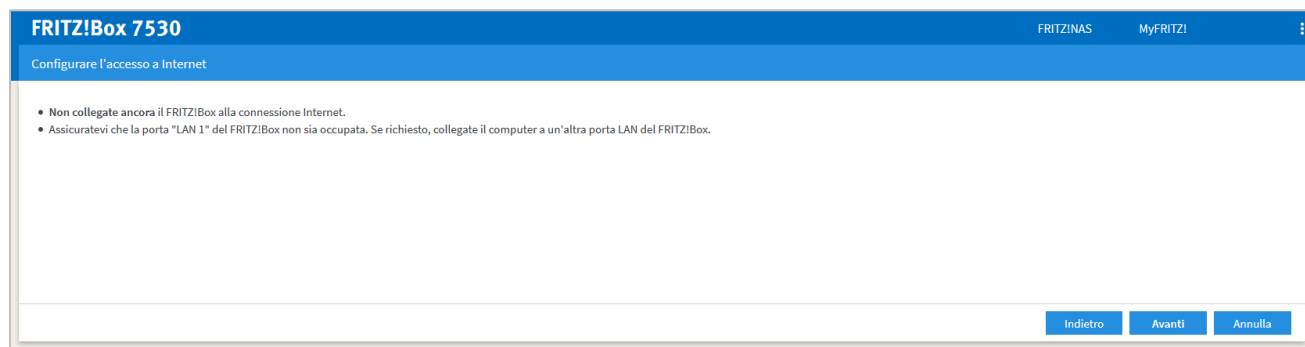 FRITZ!Box 7530
FRITZ!NAS MyFRITZ!
Configurare l'accesso a Internet
• Non collegate ancora il FRITZ!Box alla connessione Internet.
• Assicuratevi che la porta "LAN 1" del FRITZ!Box non sia occupata. Se richiesto, collegate il computer a un'altra porta LAN del FRITZ!Box.
Indietro Avanti Annulla